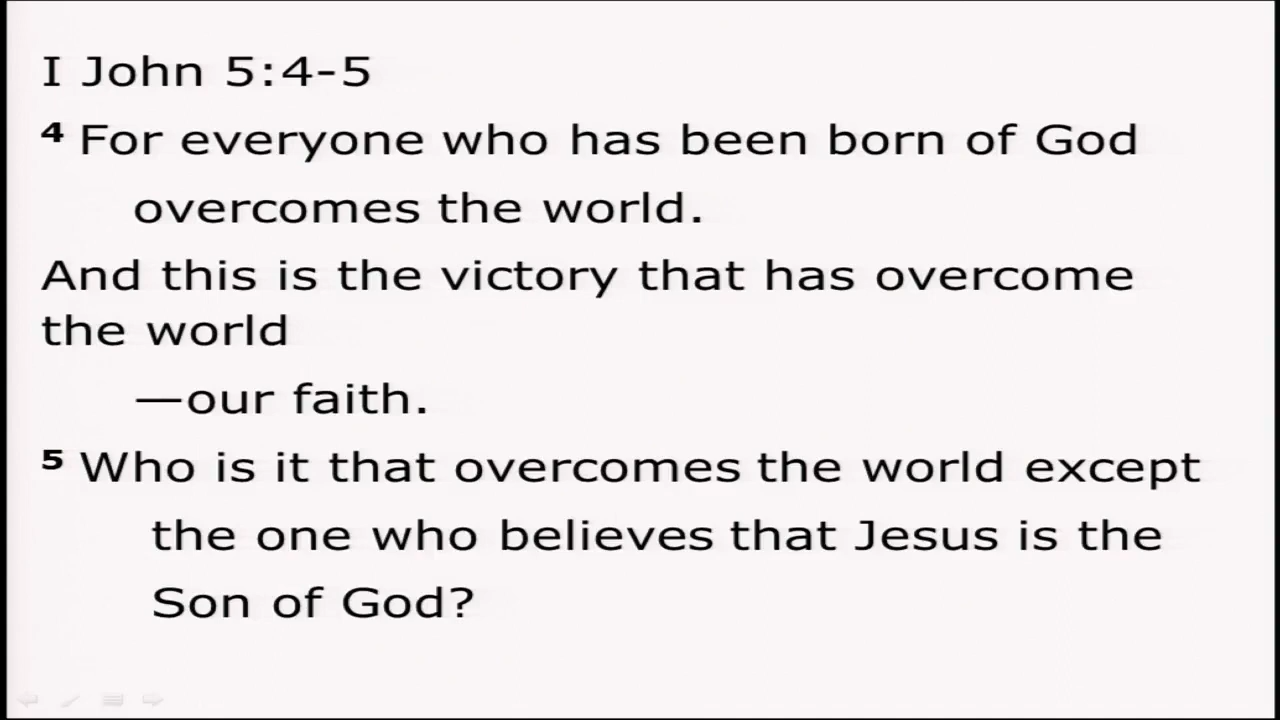 I John 5:4-5
4 For everyone who has been born of God
overcomes the world.
And this is the victory that has overcome
the world
—our faith.
5 Who is it that overcomes the world except
the one who believes that Jesus is the
Son of God?